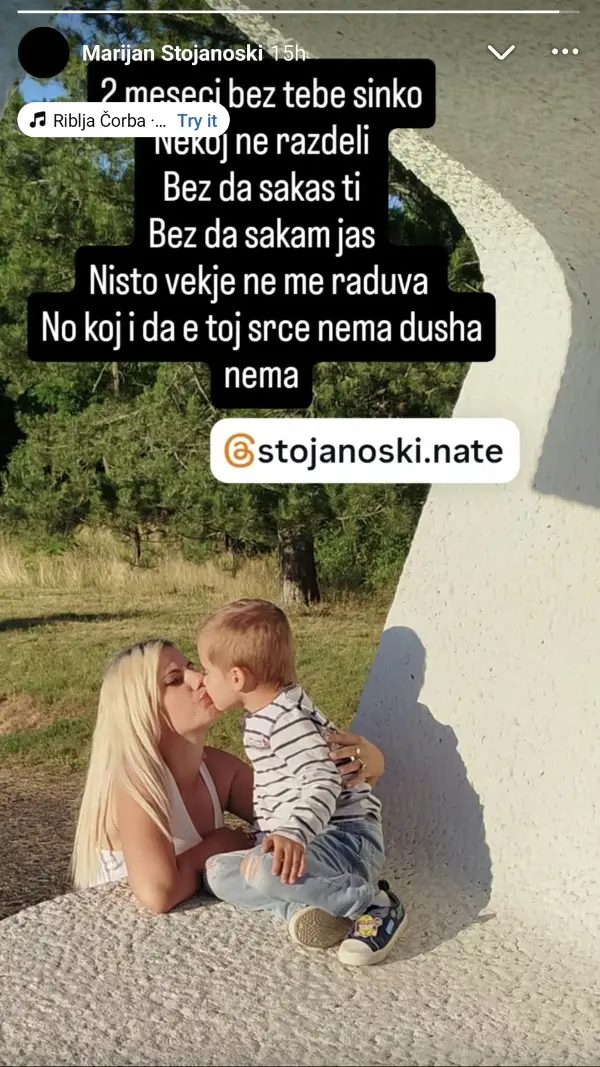 Marijan Stojanoski 15h
2 meseci bez tebe sinko
Riblja Čorba ·... Try it
Nekoj ne razdeli
Bez da sakas ti
Bez da sakam jas
Nisto vekje ne me raduva
No koj i da e toj srce nema dusha
nema
@stojanoski.nate